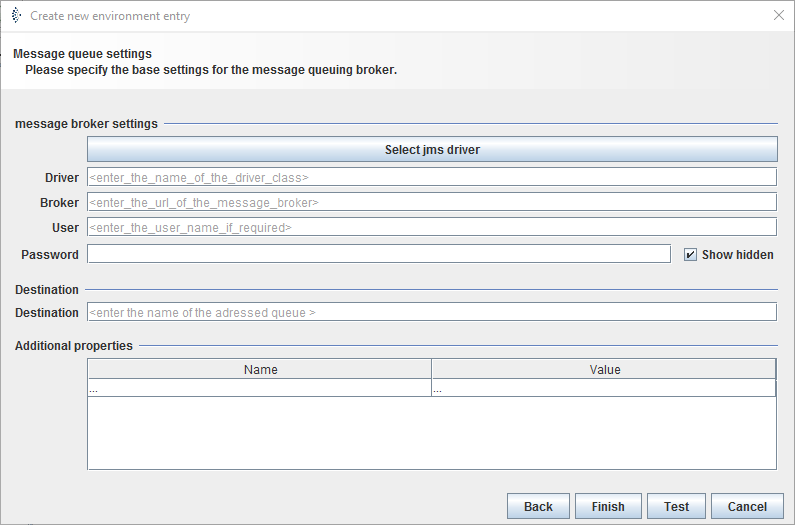 Create new environment entry
Message queue settings
Please specify the base settings for the message queuing broker.
message broker settings
Select jms driver
Driver <enter_the_name_of_the_driver_class>
Broker <enter_the_url_of_the_message_broker>
User <enter_the_user_name_if_required>
Password Show hidden
Destination
Destination <enter the name of the adressed queue >
Additional properties
Name Value
... ...
Back Finish Test Cancel